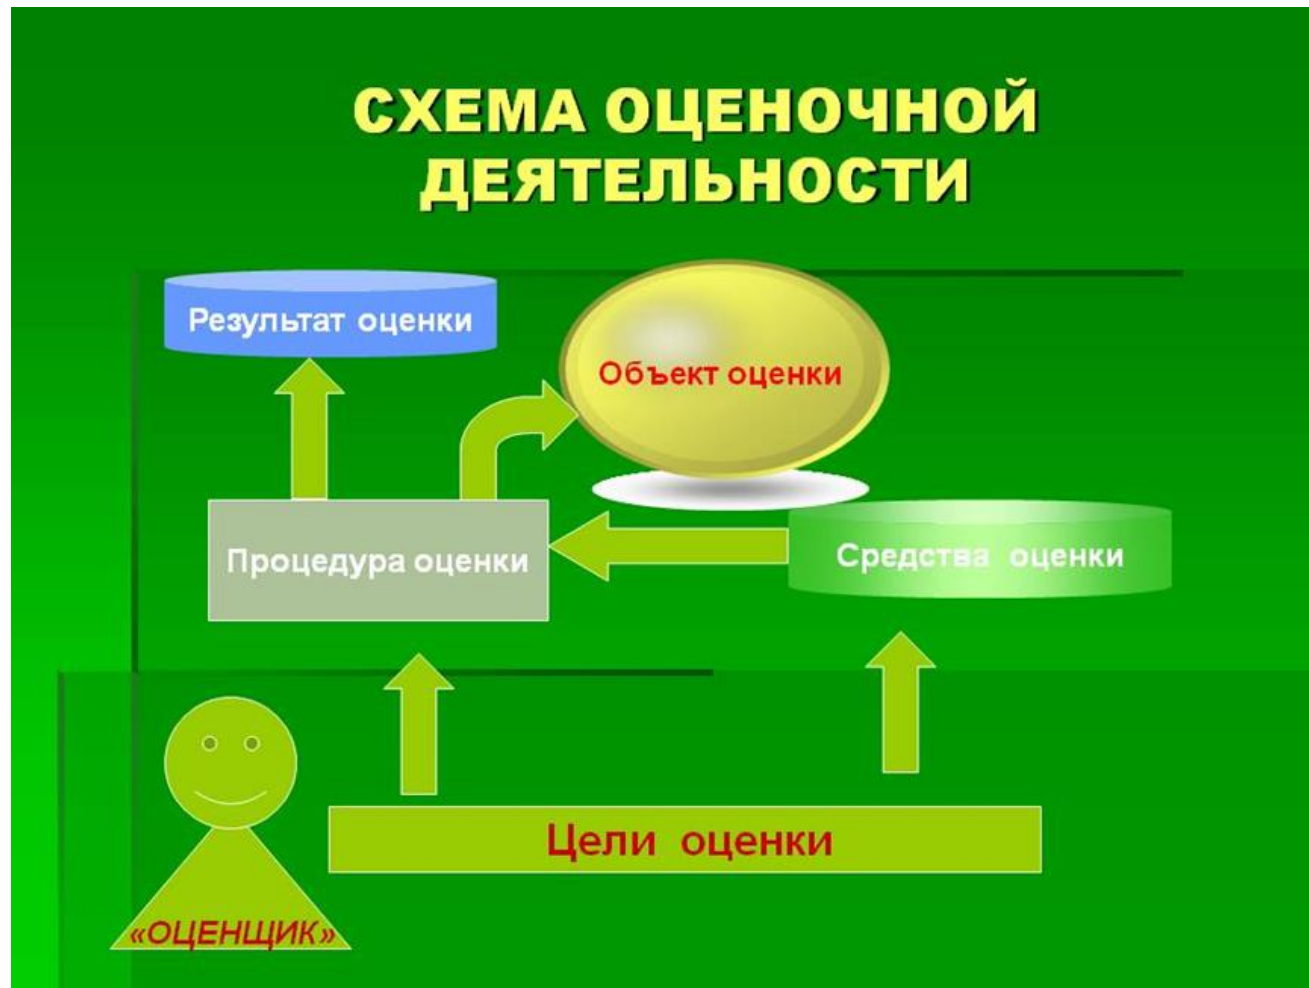 СХЕМА ОЦЕНОЧНОЙ
ДЕЯТЕЛЬНОСТИ
Результат оценки
Объект оценки
Процедура оценки
Средства оценки
Цели оценки
«ОЦЕНЩИК»